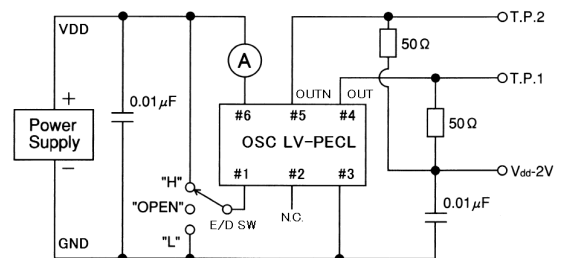 VDD
T.P.2
50Ω
A
T.P.1
OUTN
OUT
0.01μF
+
#6
#5
#4
50Ω
Power
Supply
OSC LV-PECL
−
#1
#2
#3
Vdd-2V
"H"
"OPEN"
N.C.
0.01μF
E/D SW
"L"
GND